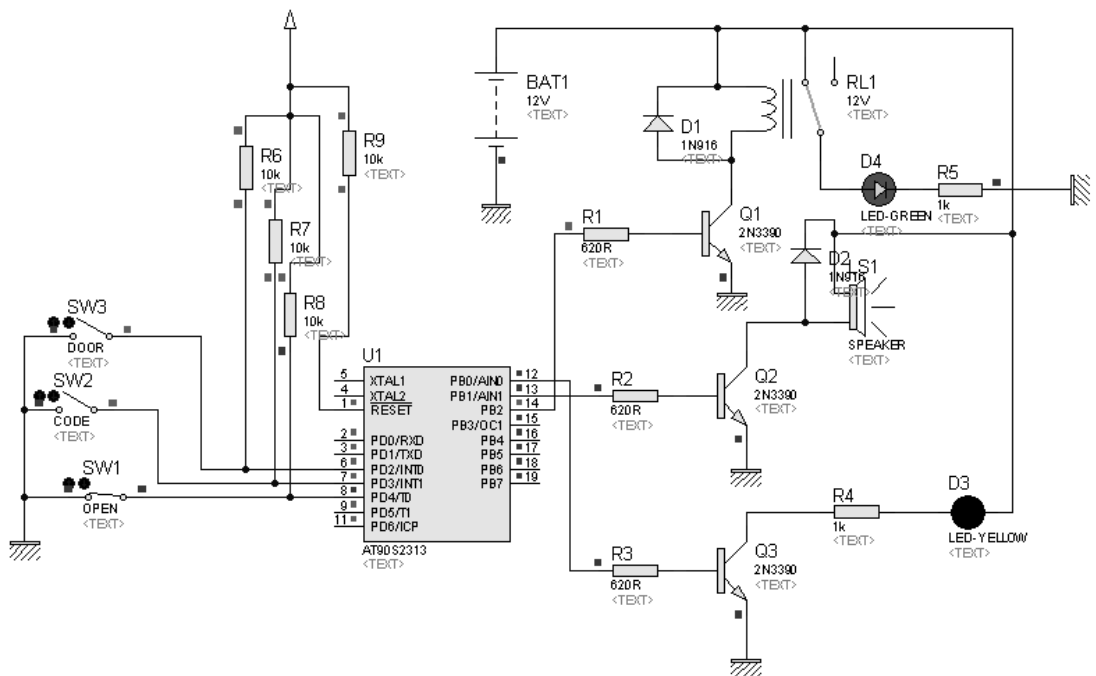 BAT1
12V
<TEXT>
RL1
12V
<TEXT>
D1
1N916
<TEXT>
R6
10k
<TEXT>
R9
10k
<TEXT>
D4
LED-GREEN
<TEXT>
R5
1k
<TEXT>
R7
10k
<TEXT>
R1
620R
<TEXT>
Q1
2N3390
<TEXT>
D2
1N916
<TEXT>
LS1
SPEAKER
<TEXT>
R8
10k
<TEXT>
SW3
DOOR
<TEXT>
SW2
CODE
<TEXT>
SW1
OPEN
<TEXT>
U1
5 XTAL1 PB0/AIN0 12
4 XTAL2 PB1/AIN1 13
1 RESET PB2 14
PB3/OC1 15
2 PD0/RXD PB4 16
3 PD1/TXD PB5 17
6 PD2/INT0 PB6 18
7 PD3/INT1 PB7 19
8 PD4/T0
9 PD5/T1
11 PD6/ICP
AT90S2313
<TEXT>
R2
620R
<TEXT>
Q2
2N3390
<TEXT>
R4
1k
<TEXT>
D3
LED-YELLOW
<TEXT>
R3
620R
<TEXT>
Q3
2N3390
<TEXT>